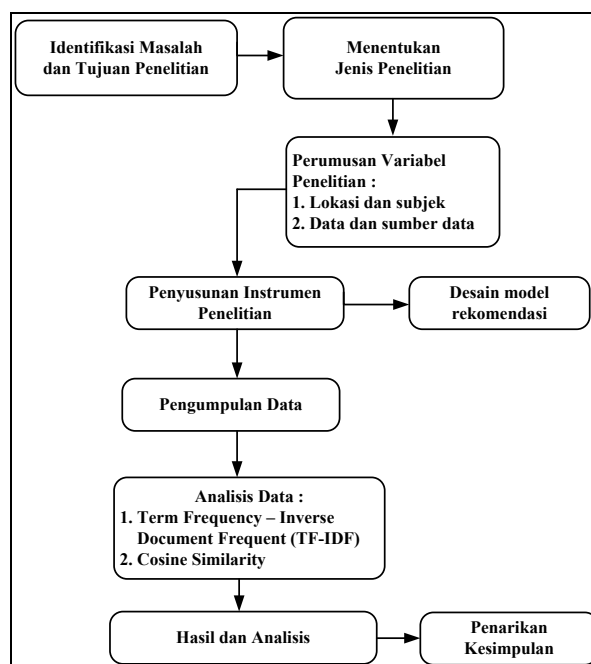 Identifikasi Masalah
dan Tujuan Penelitian
Menentukan
Jenis Penelitian
Perumusan Variabel
Penelitian :
1. Lokasi dan subjek
2. Data dan sumber data
Penyusunan Instrumen
Penelitian
Desain model
rekomendasi
Pengumpulan Data
Analisis Data :
1. Term Frequency – Inverse
Document Frequent (TF-IDF)
2. Cosine Similarity
Hasil dan Analisis
Penarikan
Kesimpulan